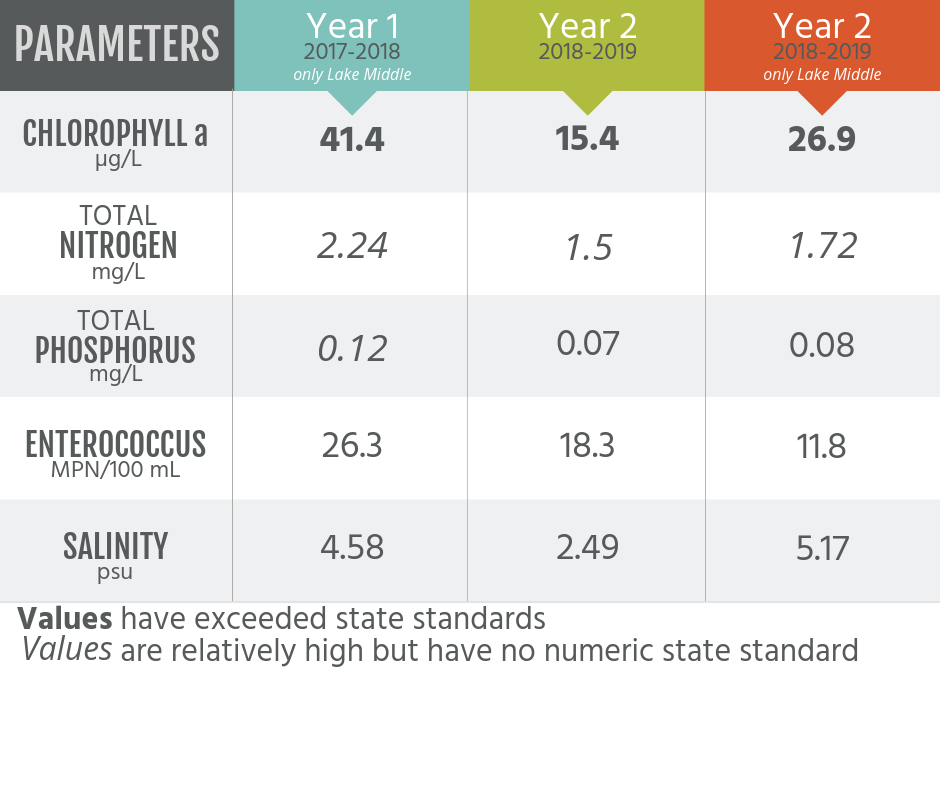 PARAMETERS
Year 1
2017-2018
only Lake Middle
Year 2
2018-2019
Year 2
2018-2019
only Lake Middle
CHLOROPHYLL a
µg/L
41.4
15.4
26.9
TOTAL
NITROGEN
mg/L
2.24
1.5
1.72
TOTAL
PHOSPHORUS
mg/L
0.12
0.07
0.08
ENTEROCOCCUS
MPN/100 mL
26.3
18.3
11.8
SALINITY
psu
4.58
2.49
5.17
Values have exceeded state standards
Values are relatively high but have no numeric state standard